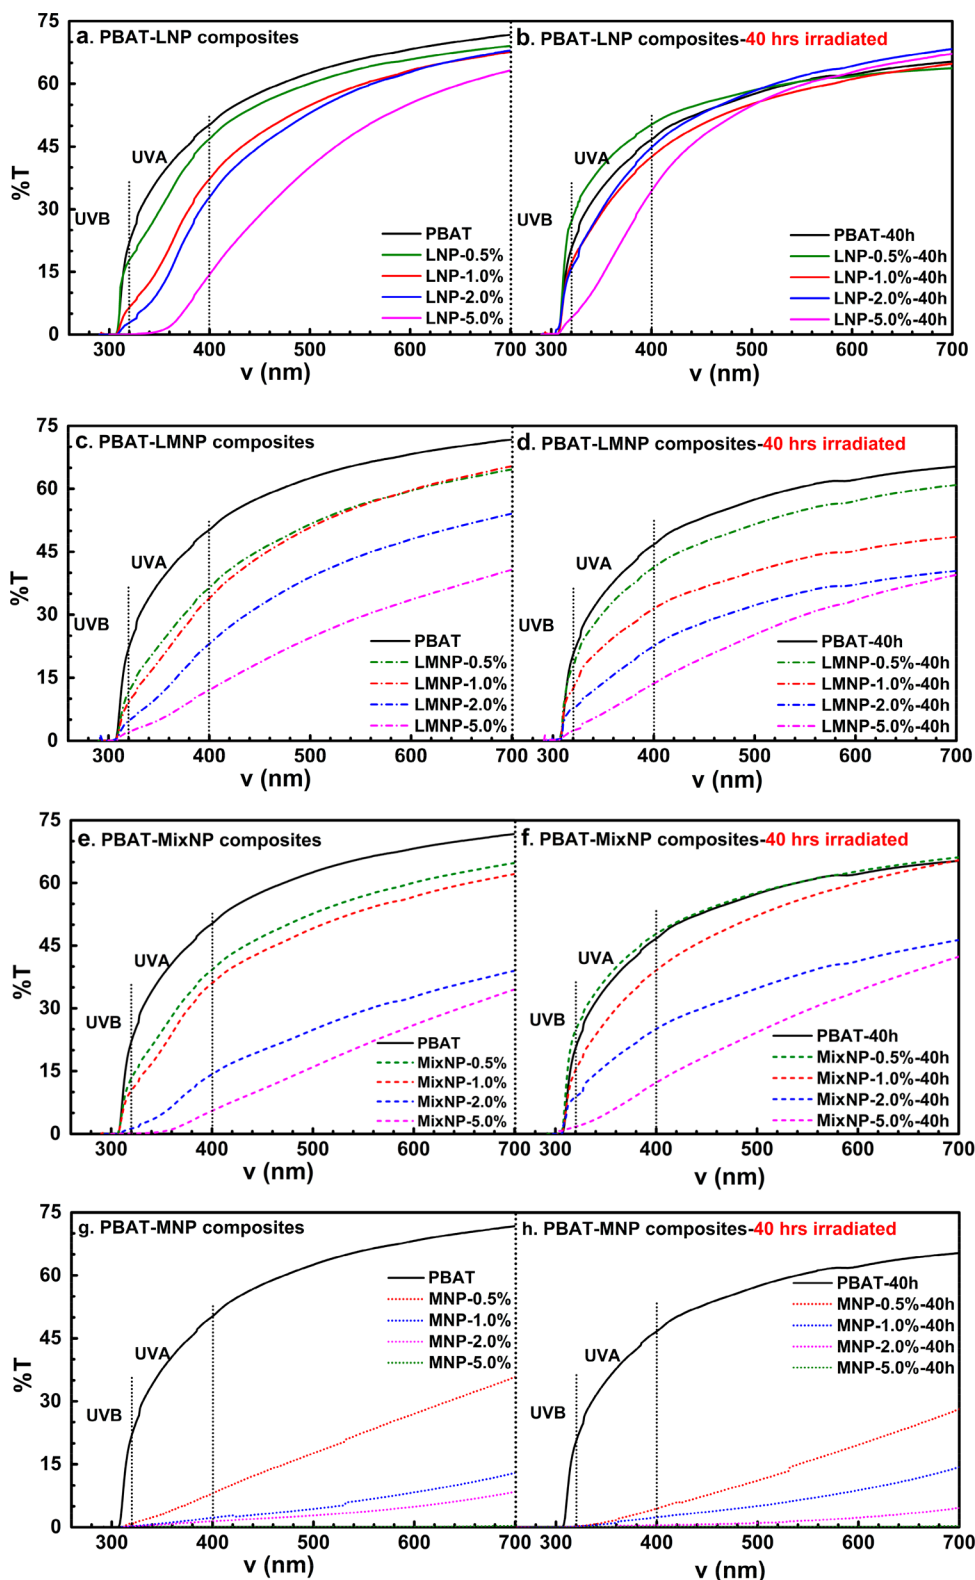 a. PBAT-LNP composites
b. PBAT-LNP composites-40 hrs irradiated
75
60
45
30
15
0
%T
UVA
UVB
PBAT
LNP-0.5%
LNP-1.0%
LNP-2.0%
LNP-5.0%
UVA
UVB
PBAT-40h
LNP-0.5%-40h
LNP-1.0%-40h
LNP-2.0%-40h
LNP-5.0%-40h
300 400 500 600 700 300 400 500 600 700
v (nm) v (nm)
c. PBAT-LMNP composites
d. PBAT-LMNP composites-40 hrs irradiated
75
60
45
30
15
0
%T
UVA
UVB
PBAT
LMNP-0.5%
LMNP-1.0%
LMNP-2.0%
LMNP-5.0%
UVA
UVB
PBAT-40h
LMNP-0.5%-40h
LMNP-1.0%-40h
LMNP-2.0%-40h
LMNP-5.0%-40h
300 400 500 600 700 300 400 500 600 700
v (nm) v (nm)
e. PBAT-MixNP composites
f. PBAT-MixNP composites-40 hrs irradiated
75
60
45
30
15
0
%T
UVA
UVB
PBAT
MixNP-0.5%
MixNP-1.0%
MixNP-2.0%
MixNP-5.0%
UVA
UVB
PBAT-40h
MixNP-0.5%-40h
MixNP-1.0%-40h
MixNP-2.0%-40h
MixNP-5.0%-40h
300 400 500 600 700 300 400 500 600 700
v (nm) v (nm)
g. PBAT-MNP composites
h. PBAT-MNP composites-40 hrs irradiated
75
60
45
30
15
0
%T
UVA
UVB
PBAT
MNP-0.5%
MNP-1.0%
MNP-2.0%
MNP-5.0%
UVA
UVB
PBAT-40h
MNP-0.5%-40h
MNP-1.0%-40h
MNP-2.0%-40h
MNP-5.0%-40h
300 400 500 600 700 300 400 500 600 700
v (nm) v (nm)